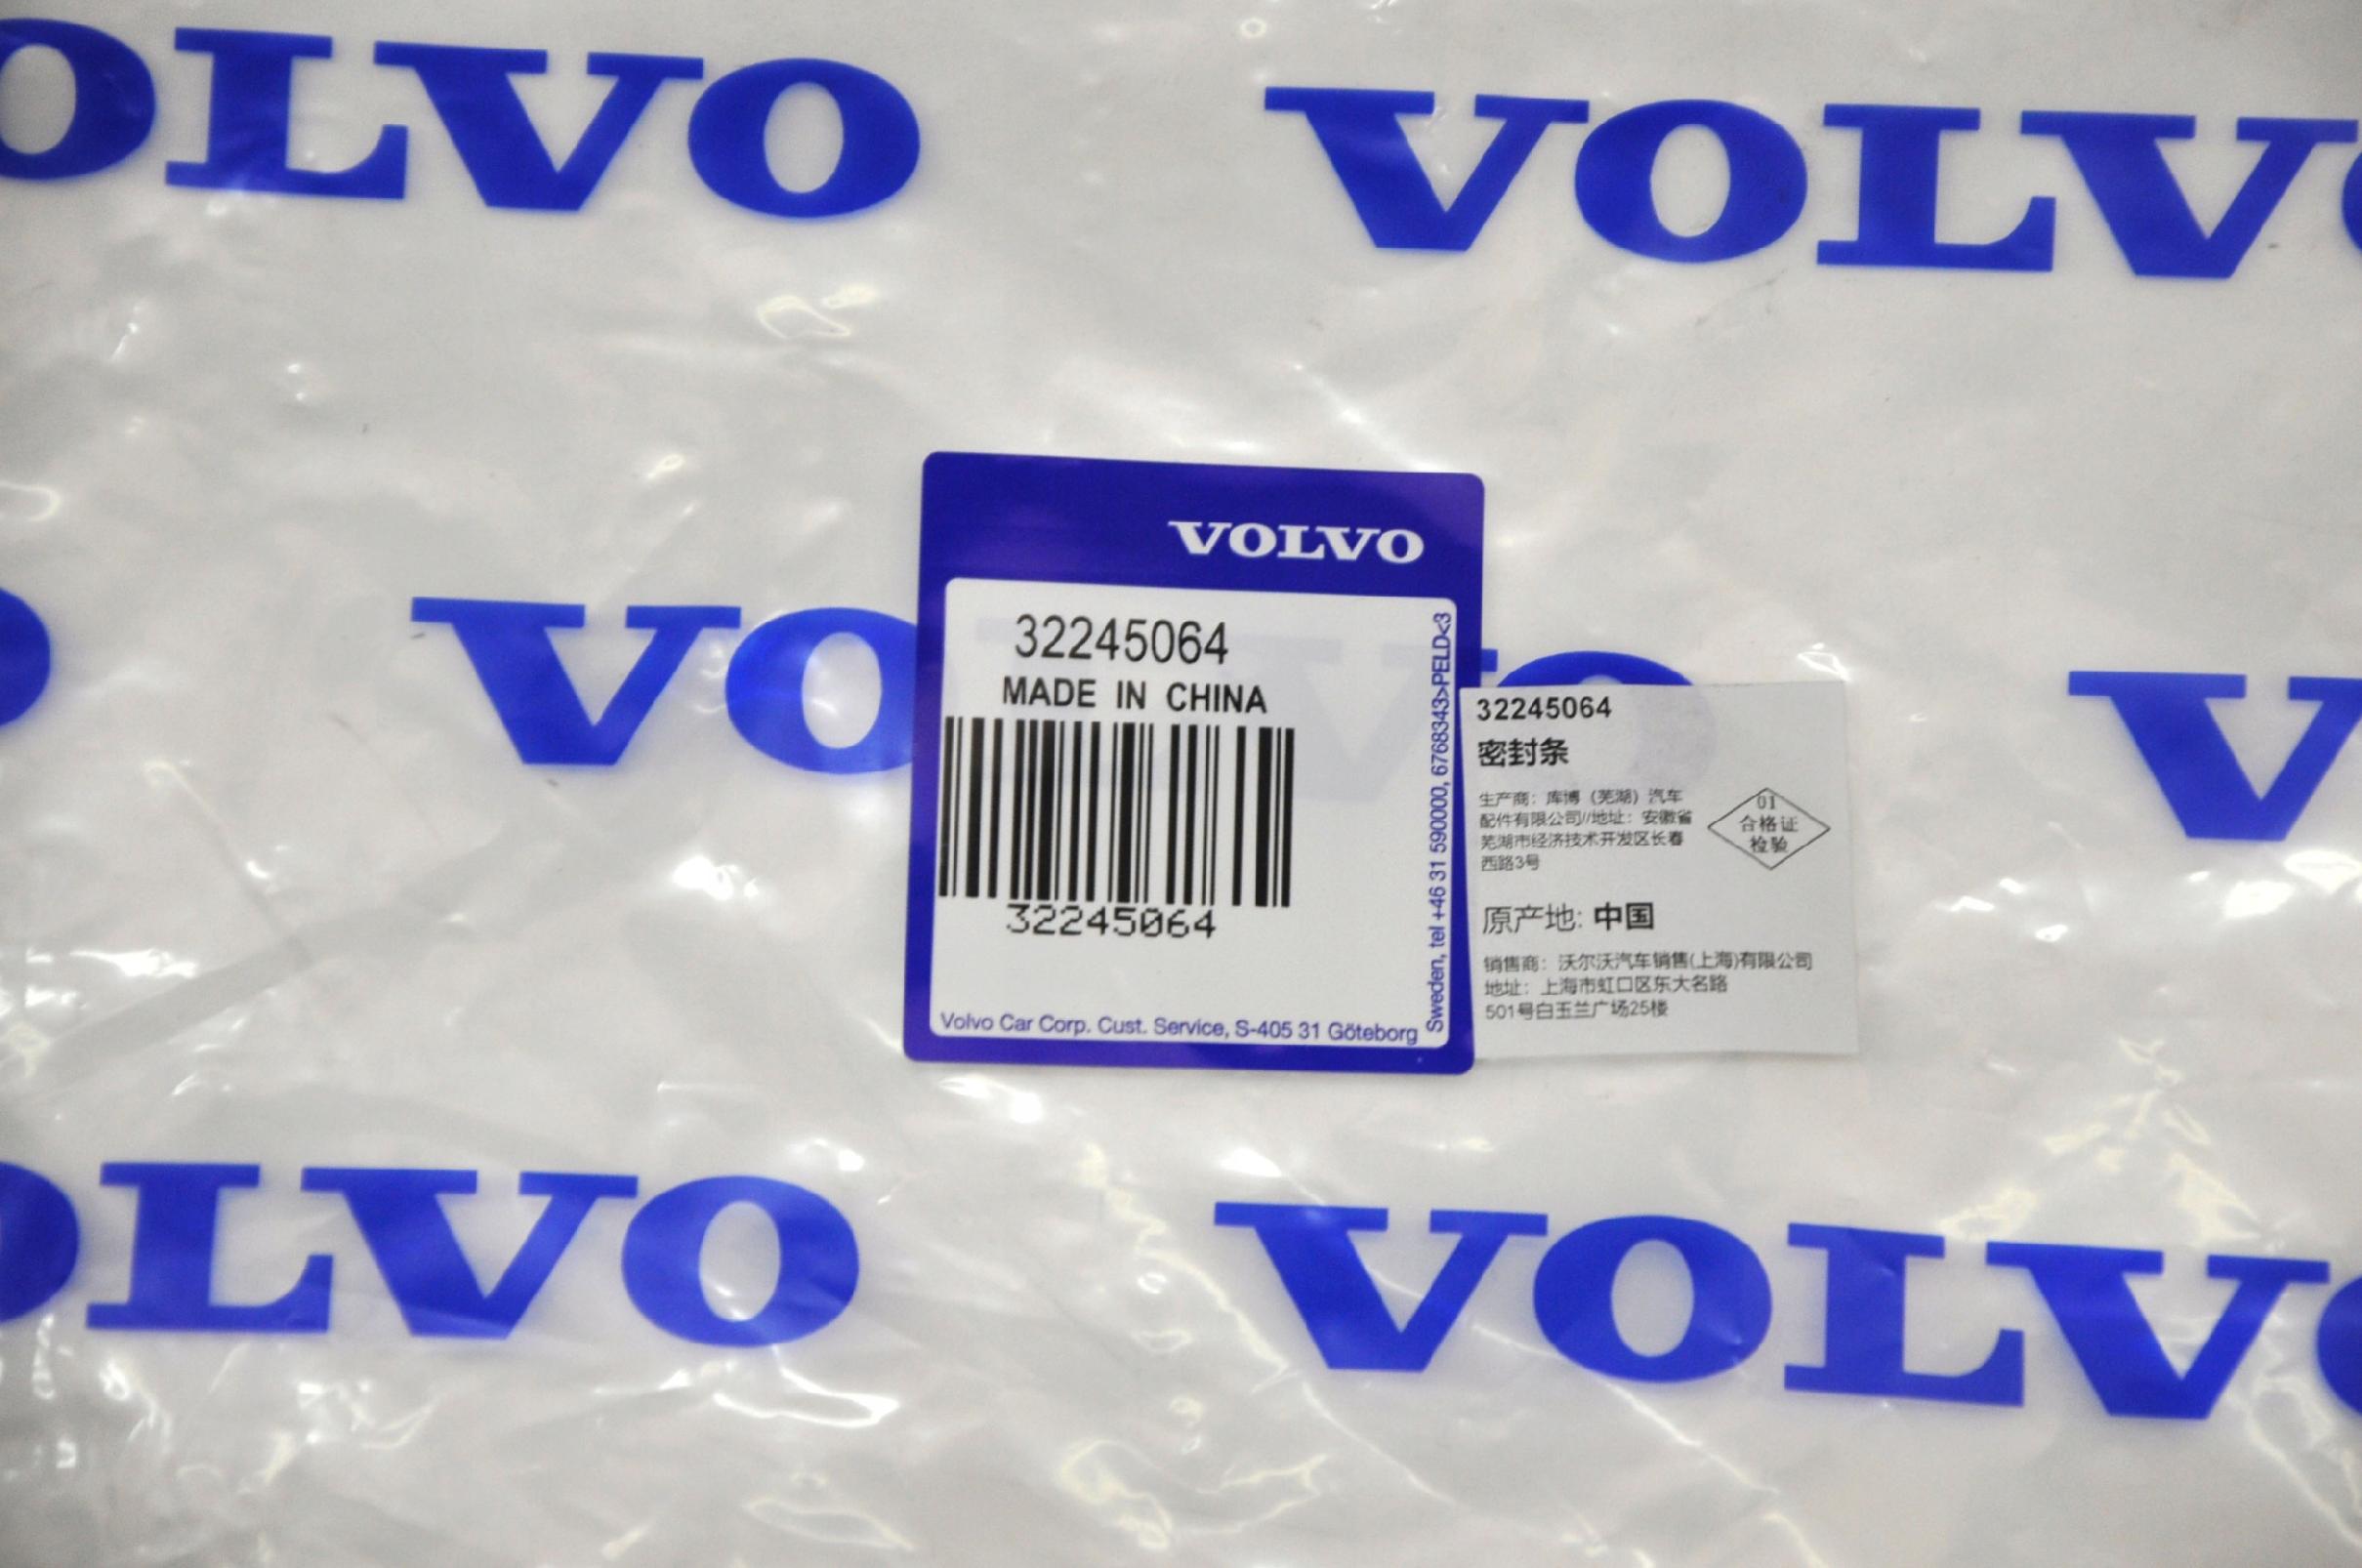 OLVO
VOLV
VOLVO
32245064
MADE IN CHINA
32245064
Volvo Car Corp. Cust. Service, S-405 31 Göteborg
Sweden, tel +46 31 590000, 6768343>PELD<3
VO
V
32245064
密封条
生产商：库博（芜湖）汽车
配件有限公司//地址：安徽省
芜湖市经济技术开发区长春
西路3号
01
合格证
检验
原产地: 中国
销售商：沃尔沃汽车销售(上海)有限公司
地址：上海市虹口区东大名路
501号白玉兰广场25楼
OLVO
VOLV